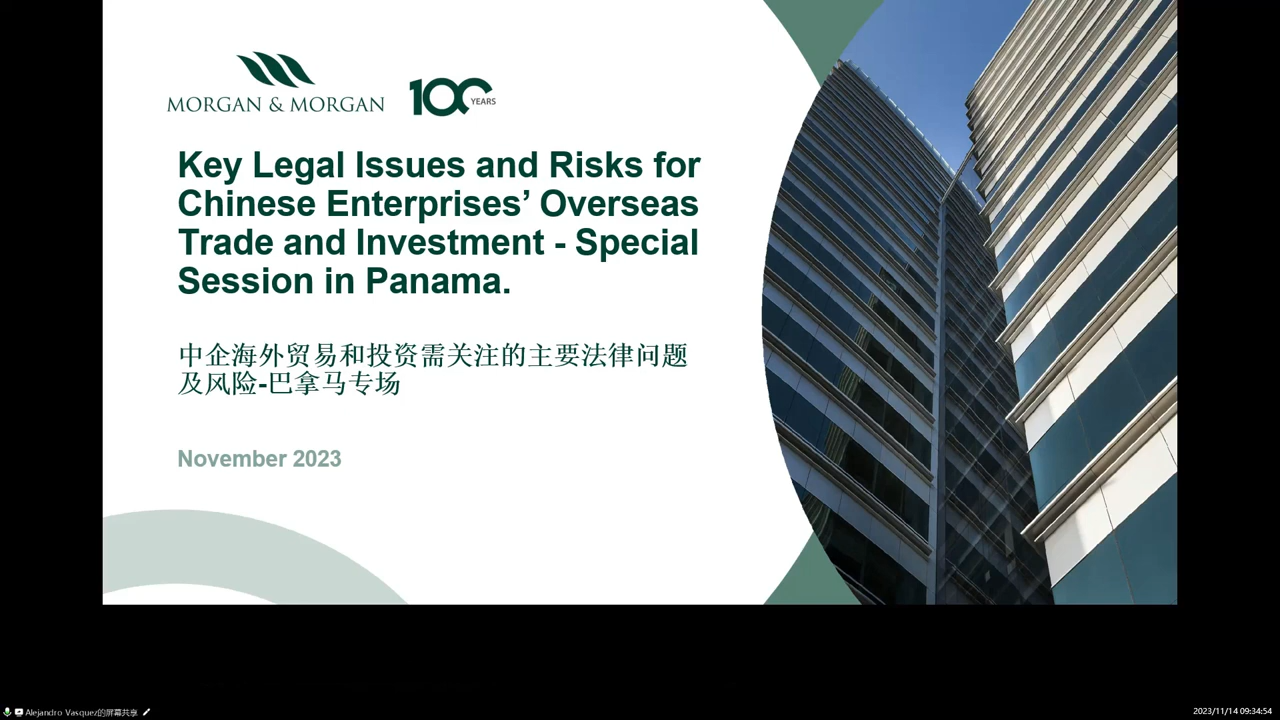 MORGAN & MORGAN
100 YEARS
Key Legal Issues and Risks for
Chinese Enterprises’ Overseas
Trade and Investment - Special
Session in Panama.
中企海外贸易和投资需关注的主要法律问题
及风险-巴拿马专场
November 2023
Alejandro Vasquez的屏幕共享
2023/11/14 09:34:54